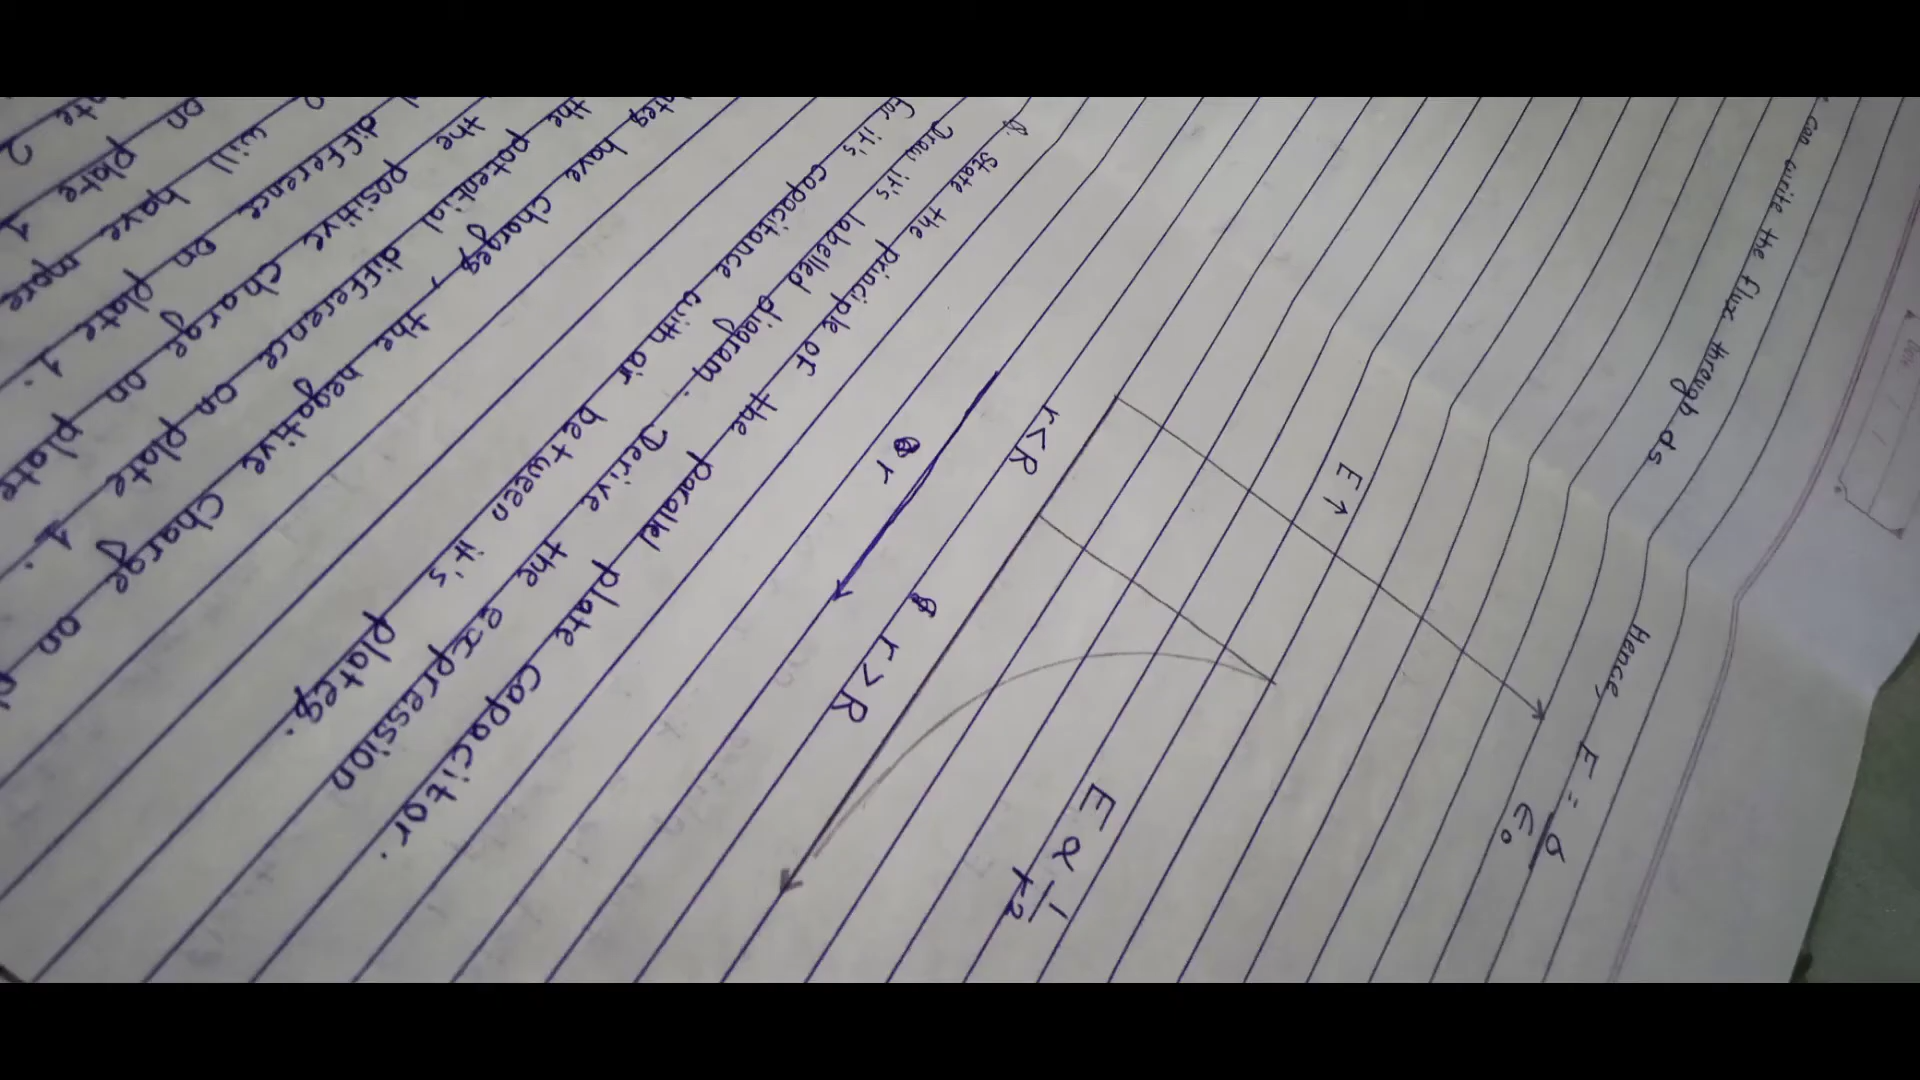 can write the flux through ds
Hence, E = σ/ε₀
E↑
E α 1/r²
r<R
r>R
r
Q. State the principle of the parallel plate capacitor.
Draw it's labelled diagram. Derive the expression
for it's capacitance with air between it's plates.
have charges, the negative charge on
the potential difference on plate 1.
the positive charge on plate
difference on plate 1.
will have more
on plate 1
2